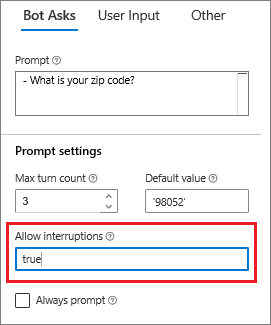 Bot Asks User Input Other
Prompt
- What is your zip code?
Prompt settings
Max turn count Default value
3 '98052'
Allow interruptions
true
Always prompt